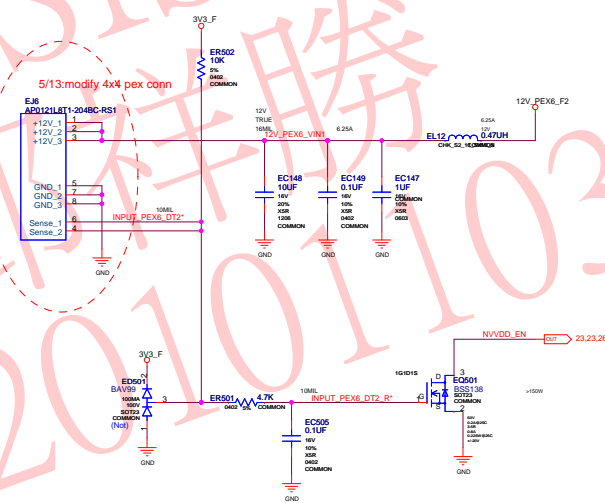 3V3_F
ER502
10K
5%
0402
COMMON
5/13:modify 4x4 pex conn
EJ6
AP0121L8T1-204BC-RS1
+12V_1 1
+12V_2 2
+12V_3 3
GND_1 5
GND_2 7
GND_3 8
Sense_1 6
Sense_2 4
GND
10MIL
INPUT_PEX6_DT2*
12V
TRUE
16MIL
12V_PEX6_VIN1
6.25A
EL12
0.47UH
6.25A
12V
12V_PEX6_F2
EC148
10UF
16V
20%
X5R
1206
COMMON
GND
EC149
0.1UF
16V
10%
X5R
0402
COMMON
GND
EC147
1UF
16V
COMMON
10%
X5R
0603
GND
3V3_F
ED501
BAV99
100MA
100V
SOT23
COMMON
(Not)
2
3
1
GND
ER501
4.7K
0402
5%
COMMON
10MIL
INPUT_PEX6_DT2_R*
EC505
0.1UF
16V
10%
X5R
0402
COMMON
GND
1G1D1S
D
G
S
1
3
2
EQ501
BSS138
SOT23
COMMON
GND
NVVDD_EN
OUT
23,23,26
>150W
20101103